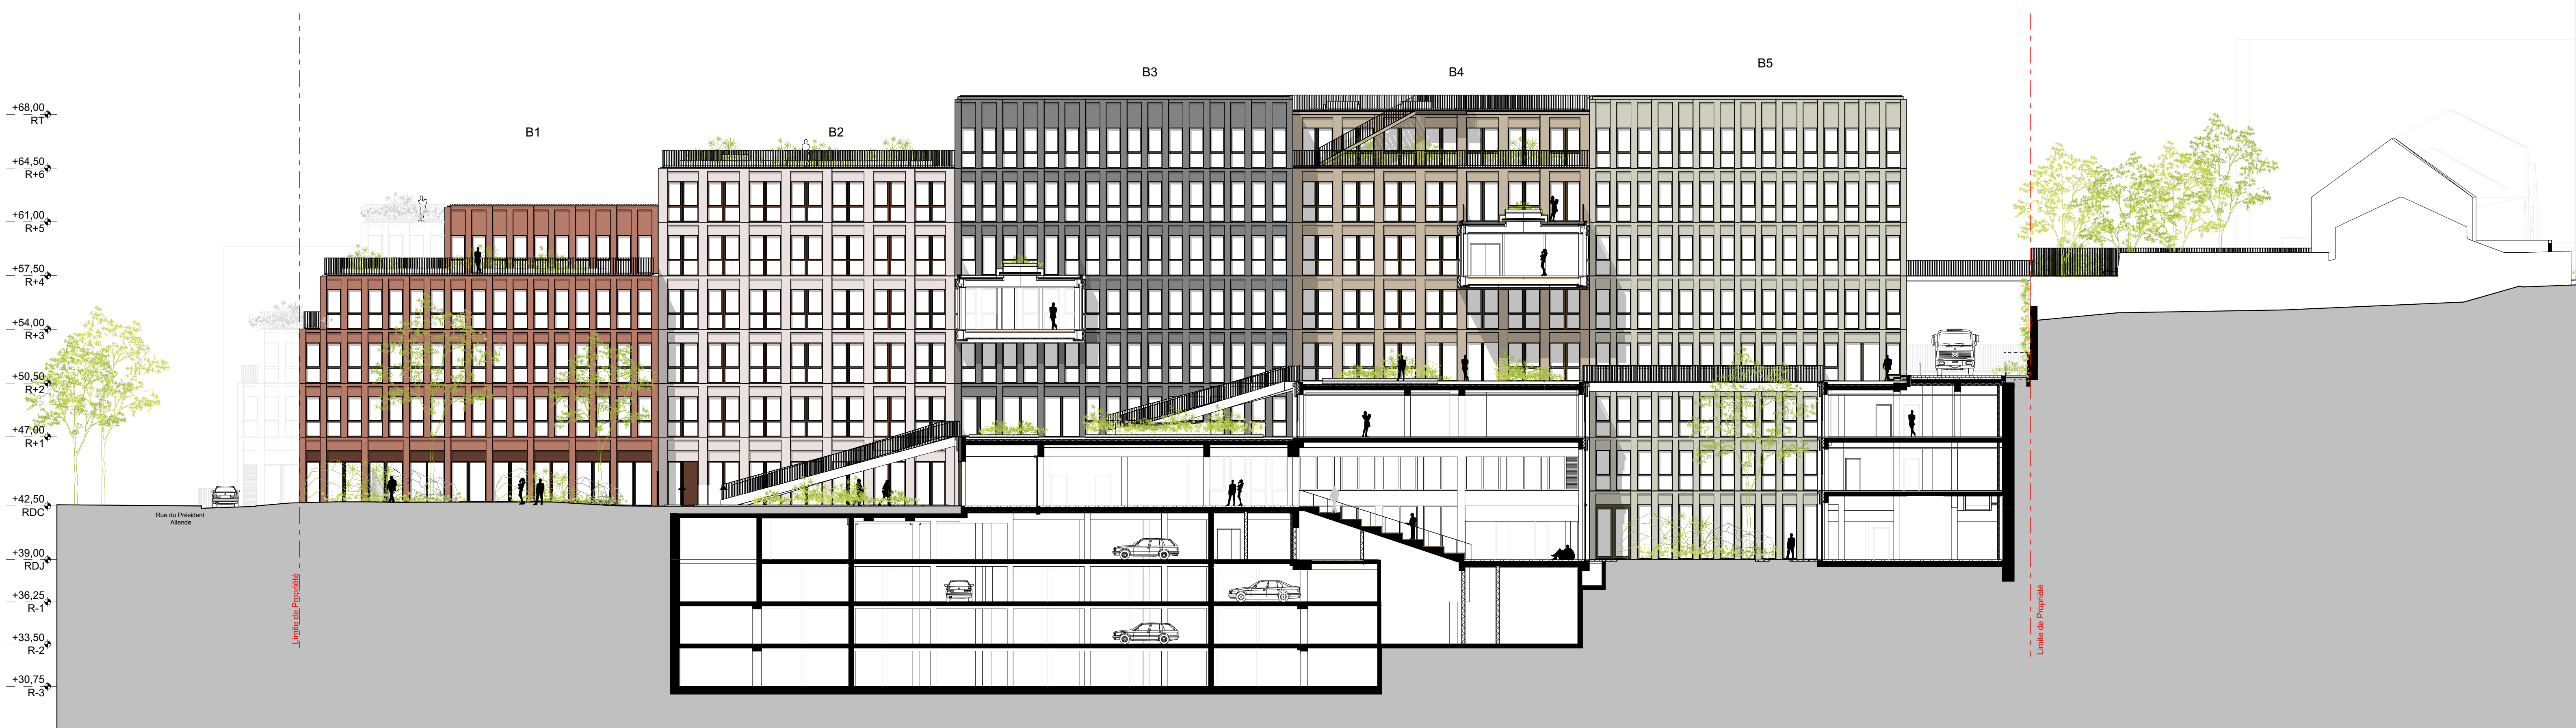 B1
B2
B3
B4
B5
+68,00
RT
+64,50
R+6
+61,00
R+5
+57,50
R+4
+54,00
R+3
+50,50
R+2
+47,00
R+1
+42,50
RDC
+39,00
RDJ
+36,25
R-1
+33,50
R-2
+30,75
R-3
Rue du Président
Allende
Limite de Propriété
Limite de Propriété